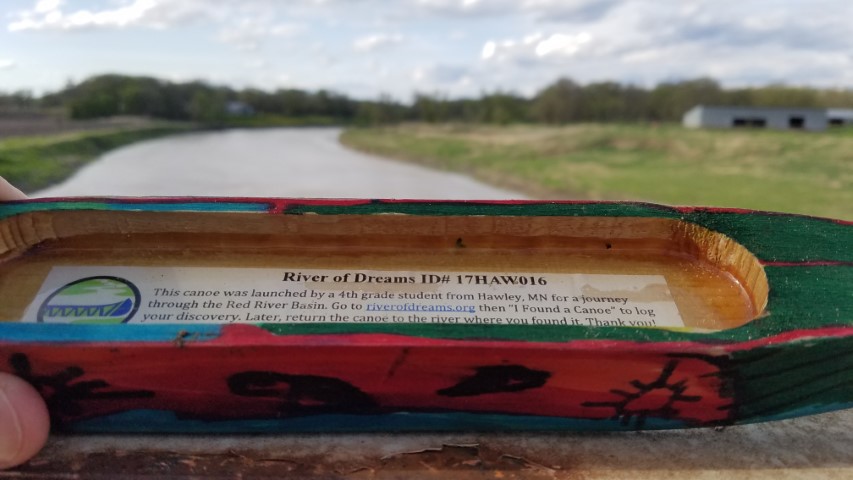 River of Dreams ID# 17HAW016
This canoe was launched by a 4th grade student from Hawley, MN for a journey
through the Red River Basin. Go to riverofdreams.org then "I Found a Canoe" to log
your discovery. Later, return the canoe to the river where you found it. Thank you!